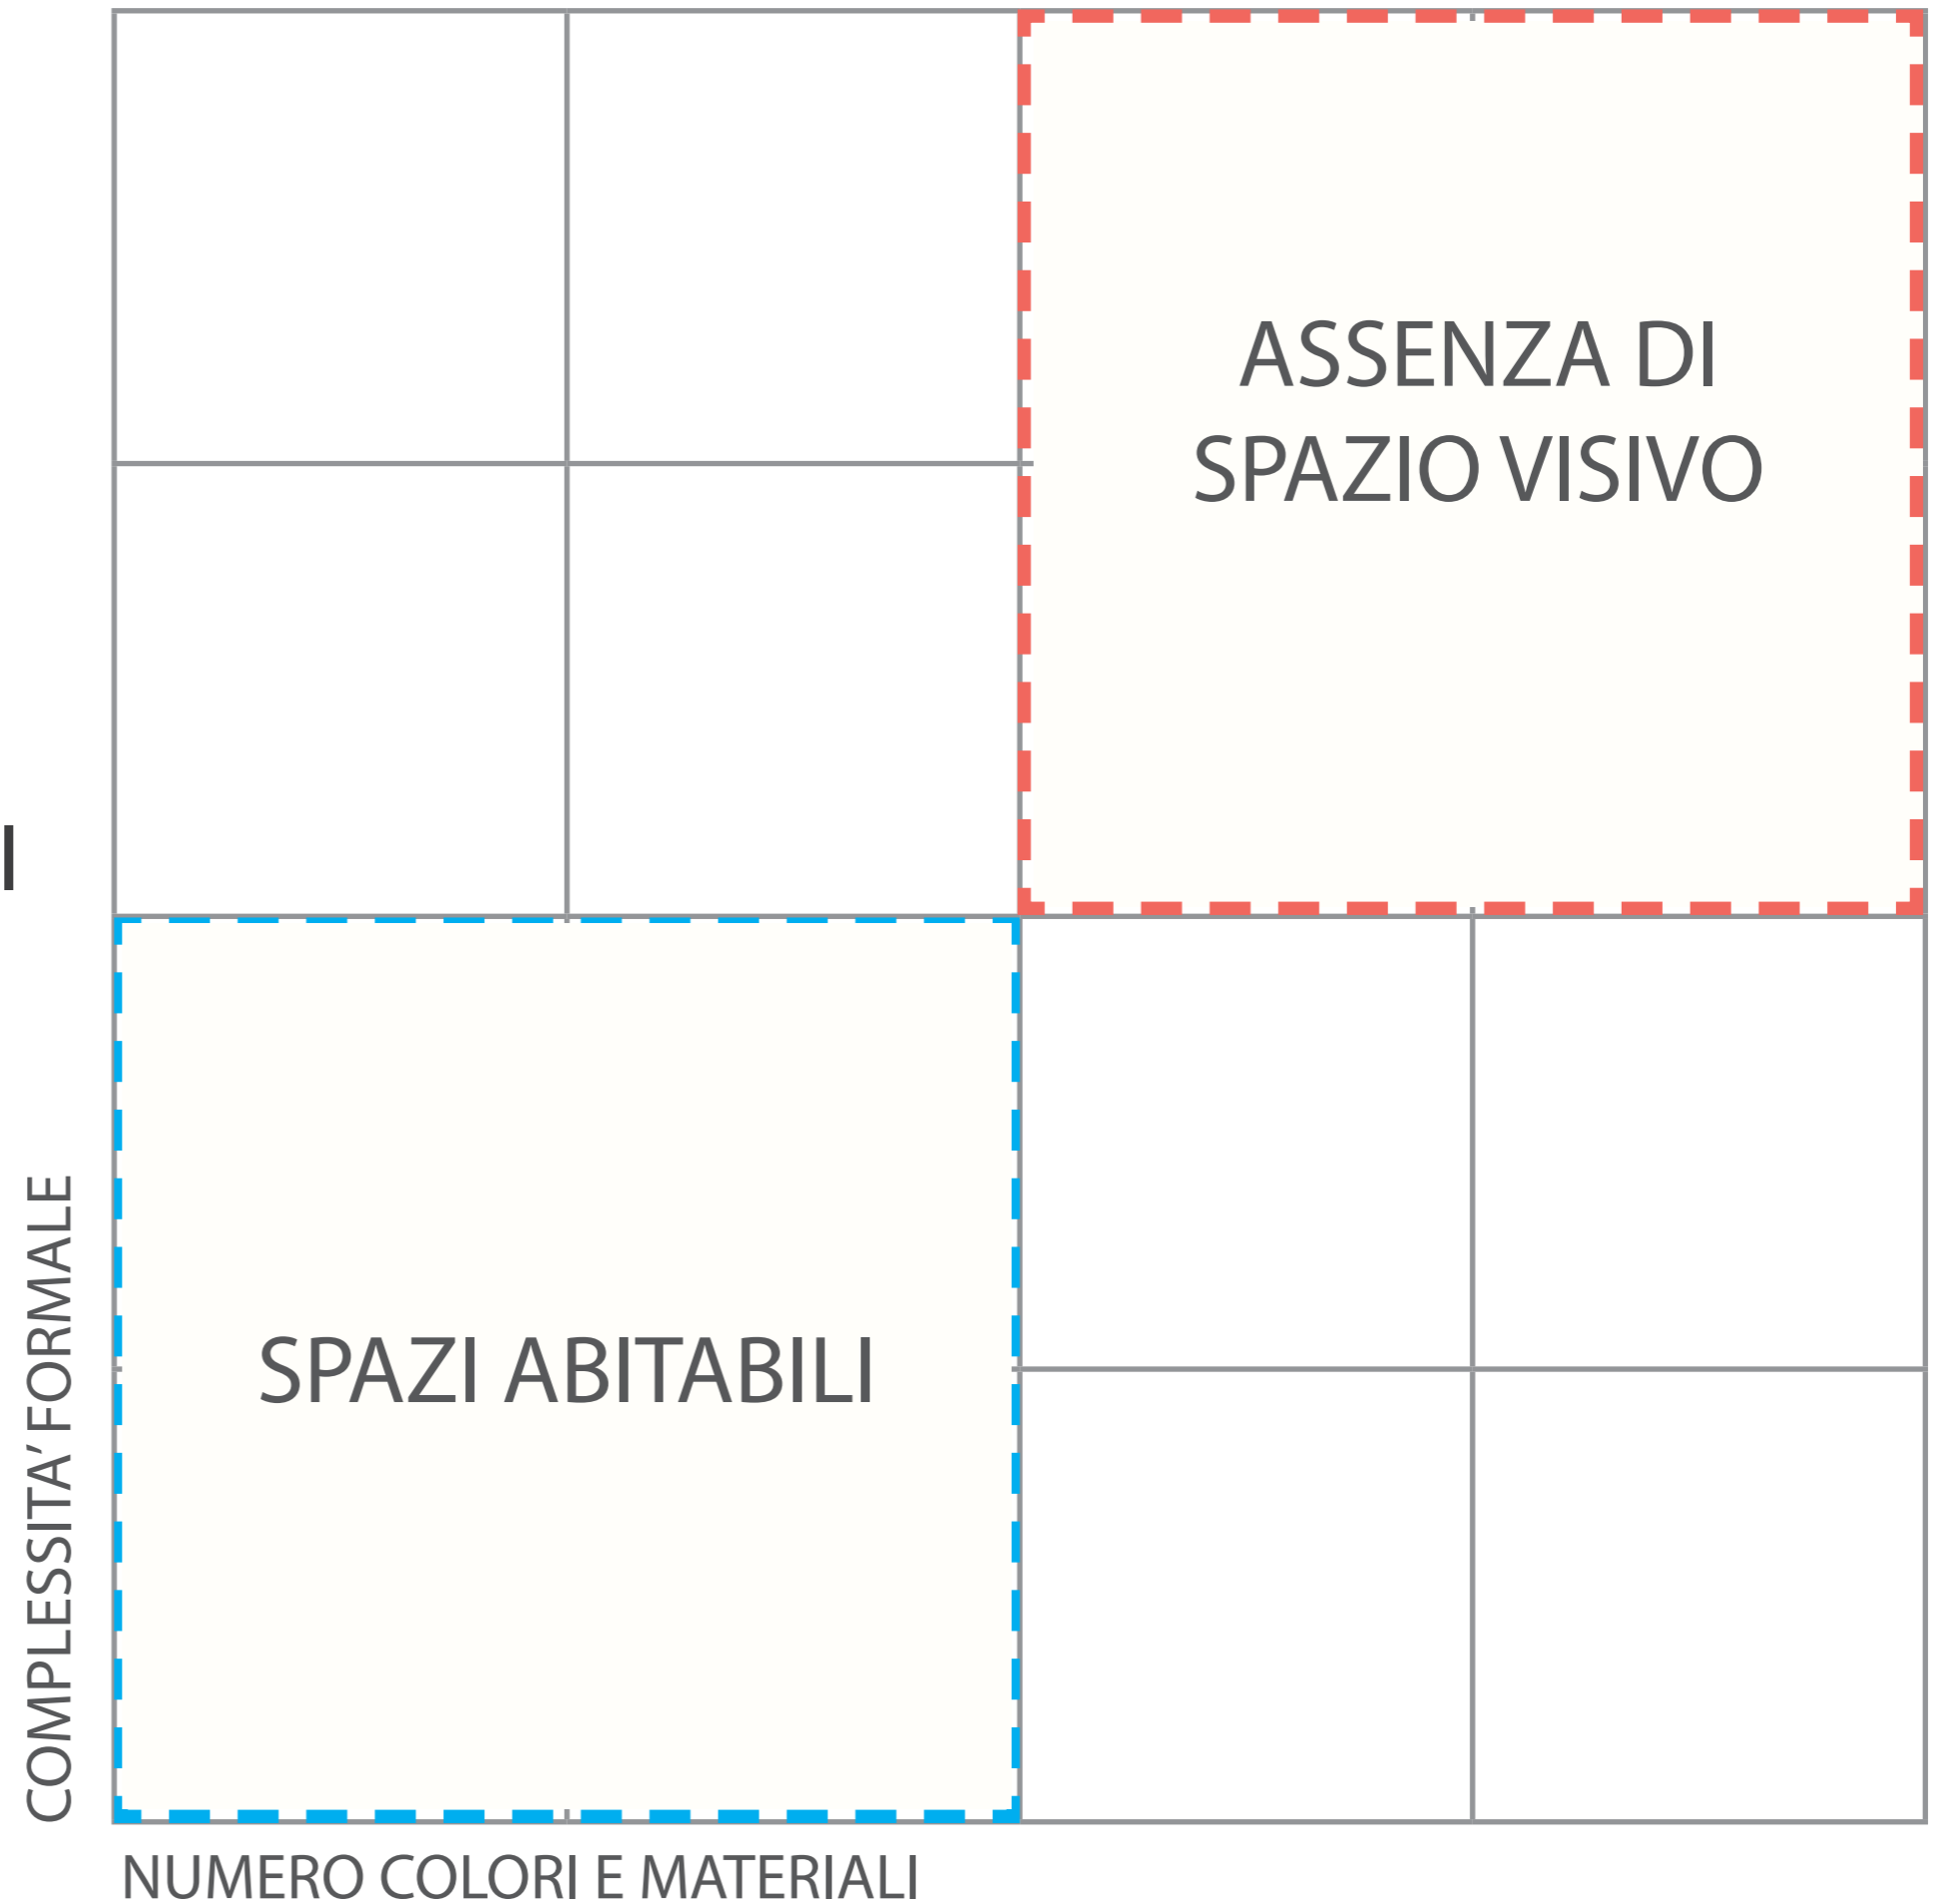 ASSENZA DI
SPAZIO VISIVO
I
SPAZI ABITABILI
COMPLESSITA’ FORMALE
NUMERO COLORI E MATERIALI